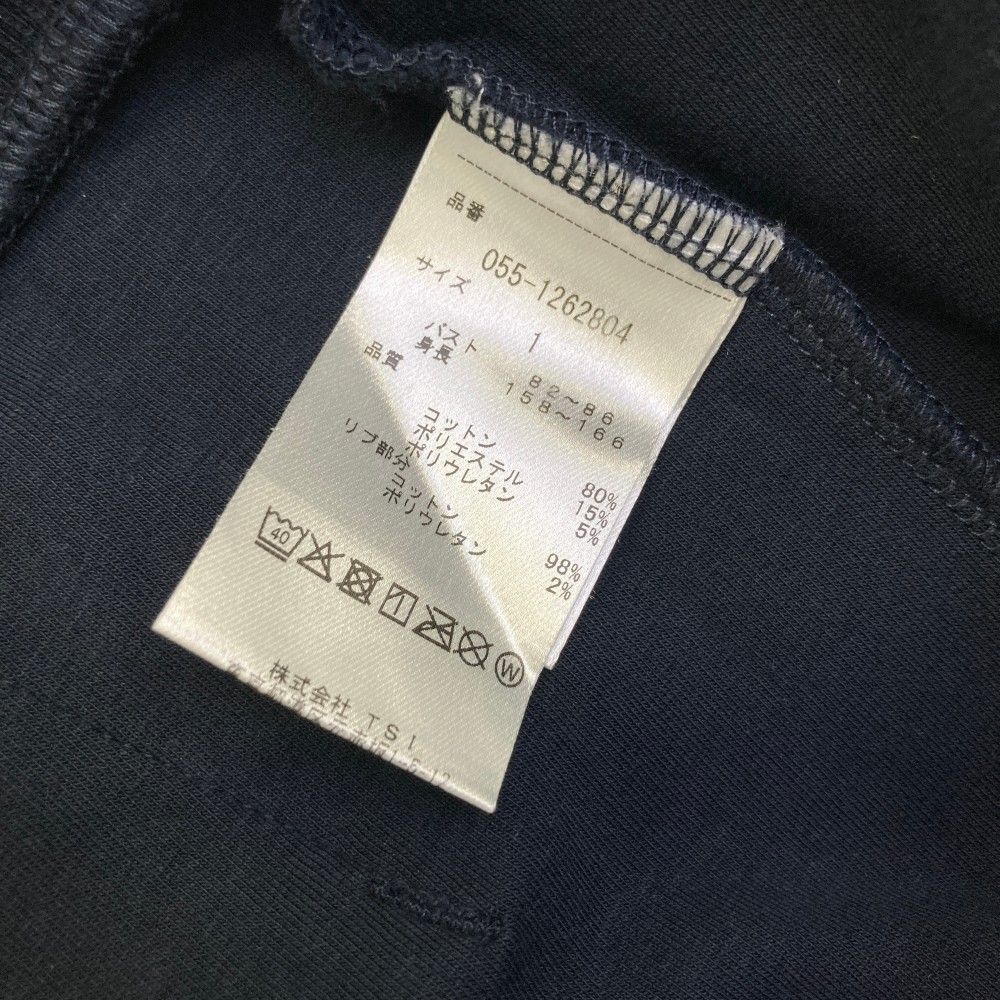 品番
055-1262804
サイズ 1
バスト 82～86
身長 158～166
品質
コットン 80%
ポリエステル 15%
ポリウレタン 5%
リブ部分
コットン 98%
ポリウレタン 2%
40
W
株式会社 TSI